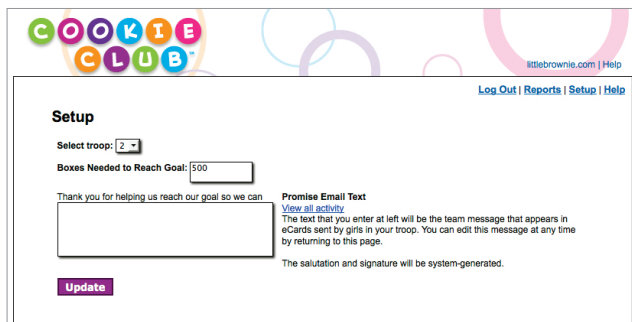 COOKIE
CLUB™
littlebrownie.com | Help
Log Out | Reports | Setup | Help
Setup
Select troop: 2
Boxes Needed to Reach Goal: 500
Thank you for helping us reach our goal so we can
Promise Email Text
View all activity
The text that you enter at left will be the team message that appears in
eCards sent by girls in your troop. You can edit this message at any time
by returning to this page.
The salutation and signature will be system-generated.
Update